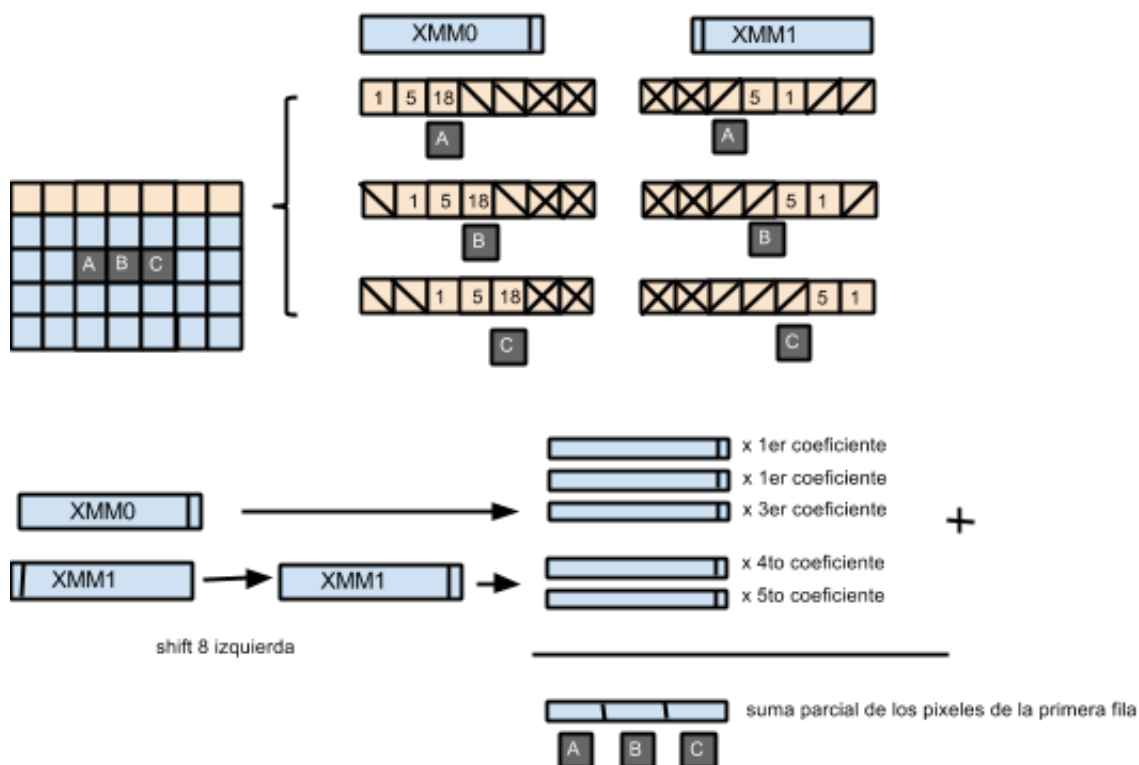 XMM0 XMM1
1 5 18 5 1
A A
1 5 18 5 1
B B
A B C
1 5 18 5 1
C C
x 1er coeficiente
x 1er coeficiente
XMM0 x 3er coeficiente
+
XMM1 XMM1 x 4to coeficiente
x 5to coeficiente
shift 8 izquierda
suma parcial de los pixeles de la primera fila
A B C